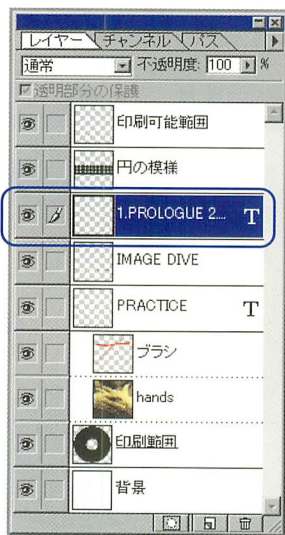 レイヤー チャンネル パス
通常 不透明度: 100 %
透明部分の保護
印刷可能範囲
円の模様
1.PROLOGUE 2... T
IMAGE DIVE
PRACTICE T
ブラシ
hands
印刷範囲
背景